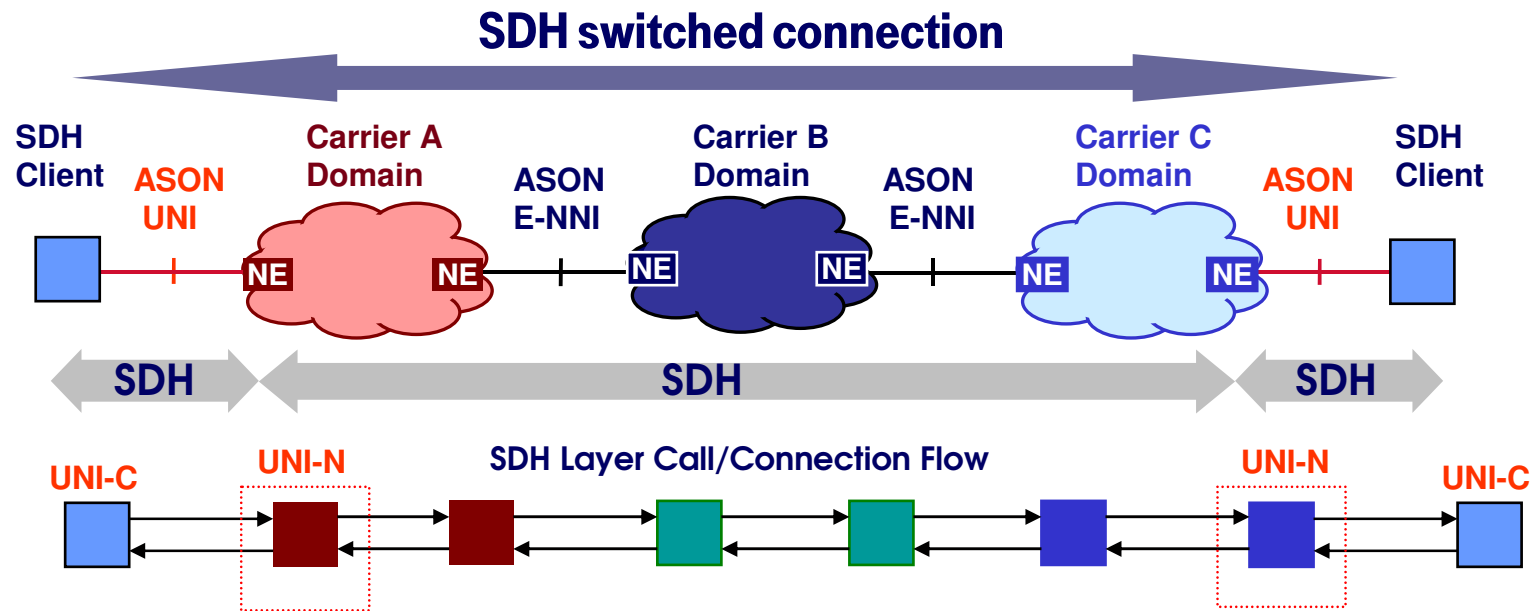 SDH switched connection
SDH
Client
ASON
UNI
Carrier A
Domain
ASON
E-NNI
Carrier B
Domain
ASON
E-NNI
Carrier C
Domain
ASON
UNI
SDH
Client
NE
NE
NE
NE
NE
NE
SDH
SDH
SDH
SDH Layer Call/Connection Flow
UNI-C
UNI-N
UNI-N
UNI-C